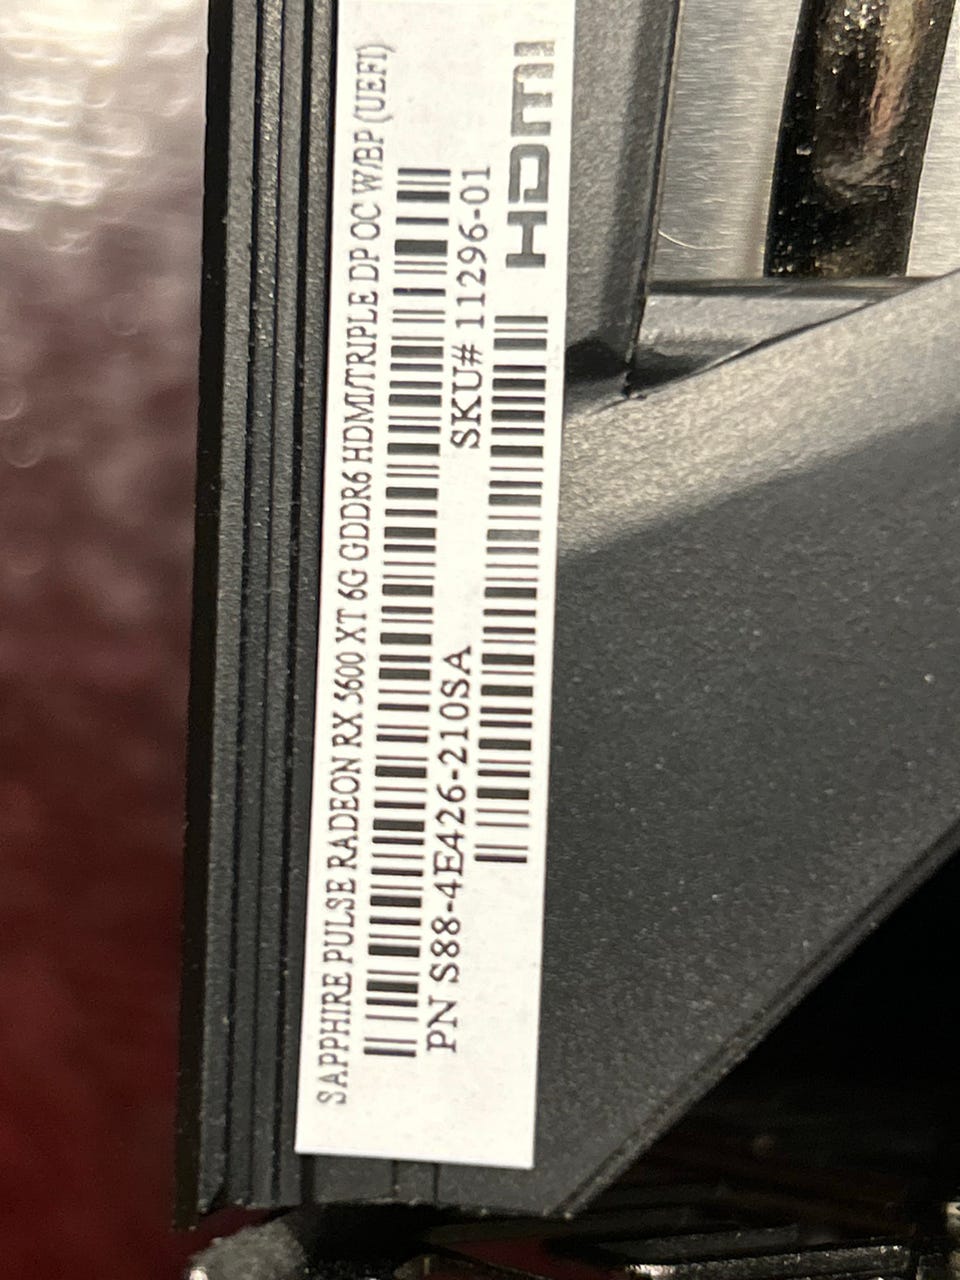 SAPPHIRE PULSE RADEON RX 5600 XT 6G GDDR6 HDMI/TRIPLE DP OC W/BP (UEFI)
PN S88-4E426-210SA
SKU# 11296-01
HDMI